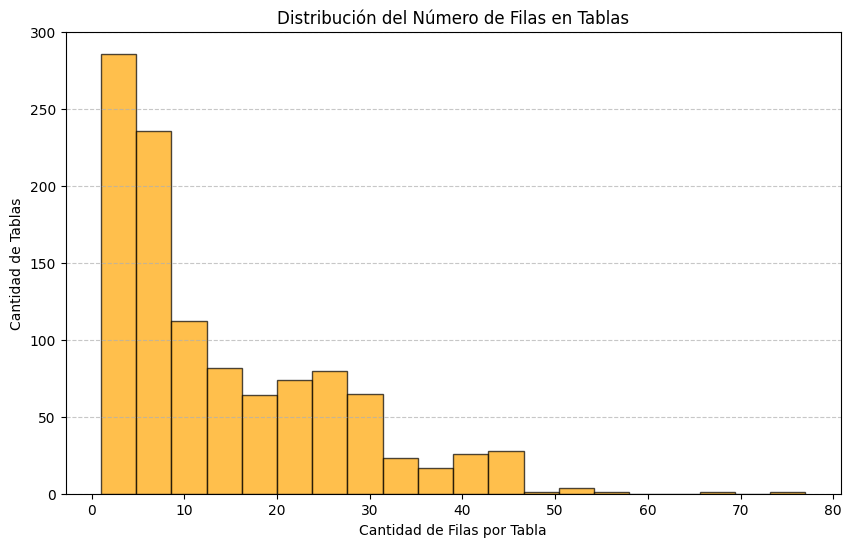 Distribución del Número de Filas en Tablas
300
250
200
150
100
50
0
Cantidad de Tablas
0 10 20 30 40 50 60 70 80
Cantidad de Filas por Tabla